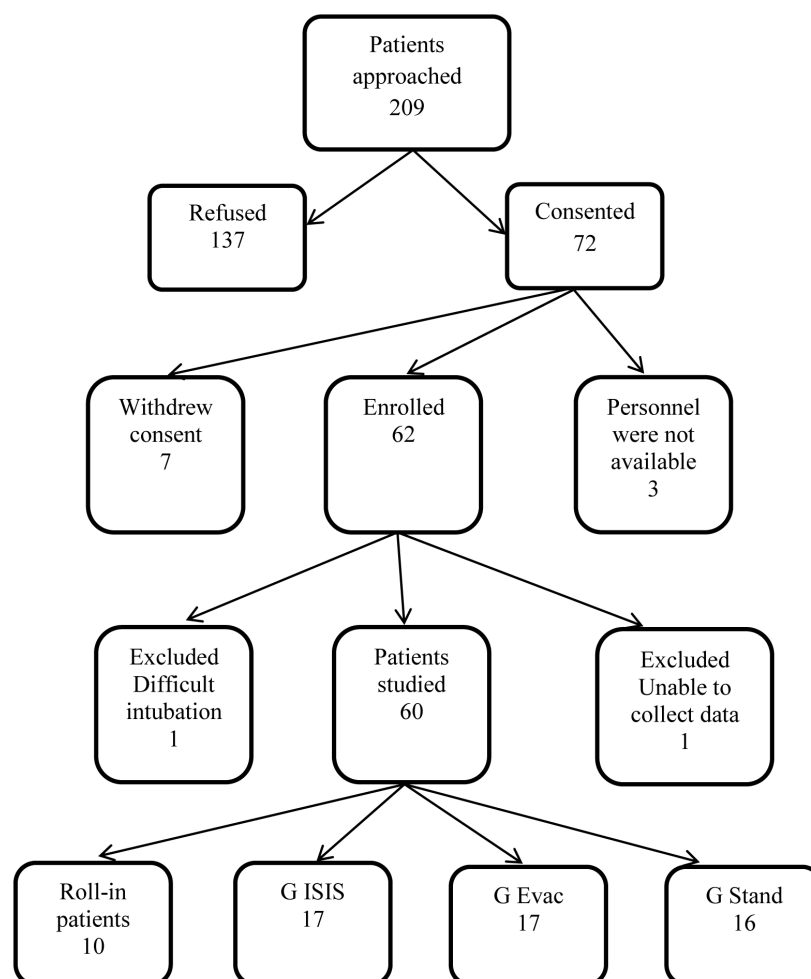 Patients
approached
209
Refused
137
Consented
72
Withdrew
consent
7
Enrolled
62
Personnel
were not
available
3
Excluded
Difficult
intubation
1
Patients
studied
60
Excluded
Unable to
collect data
1
Roll-in
patients
10
G ISIS
17
G Evac
17
G Stand
16